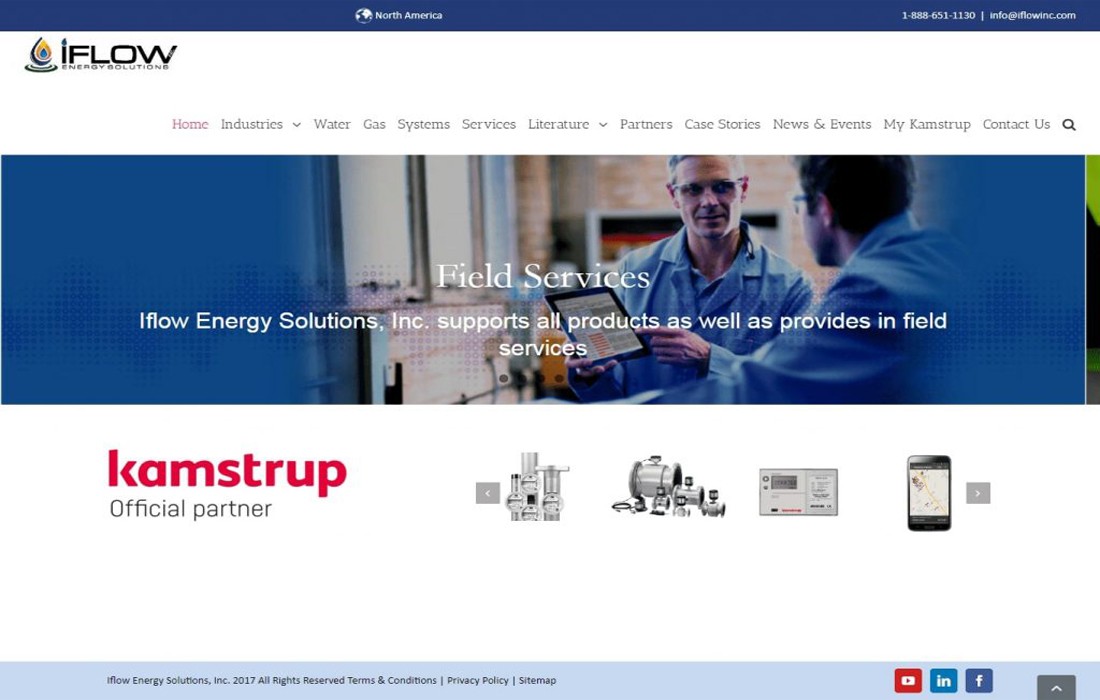 North America
1-888-651-1130 | info@iflowinc.com
iFLOW
ENERGY SOLUTIONS
Home Industries Water Gas Systems Services Literature Partners Case Stories News & Events My Kamstrup Contact Us
Field Services
Iflow Energy Solutions, Inc. supports all products as well as provides in field
services
kamstrup
Official partner
Iflow Energy Solutions, Inc. 2017 All Rights Reserved Terms & Conditions | Privacy Policy | Sitemap